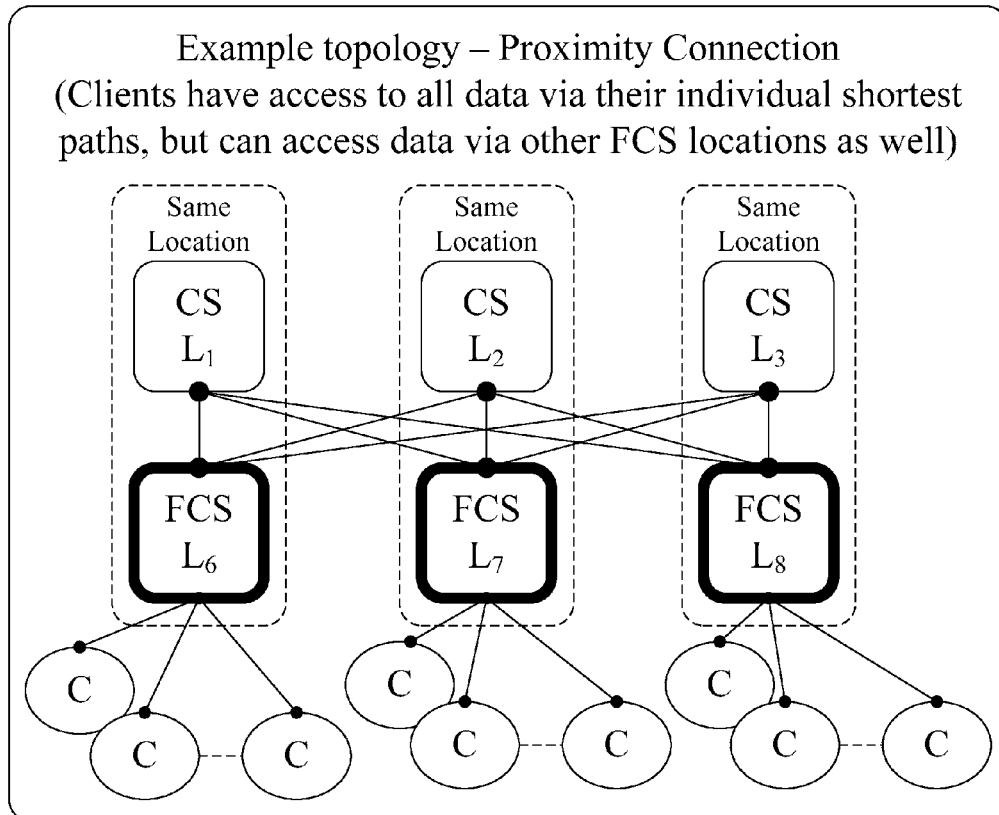 Example topology – Proximity Connection
(Clients have access to all data via their individual shortest
paths, but can access data via other FCS locations as well)
Same
Location
Same
Location
Same
Location
CS
L₁
CS
L₂
CS
L₃
FCS
L₆
FCS
L₇
FCS
L₈
C
C
C
C
C
C
C
C
C